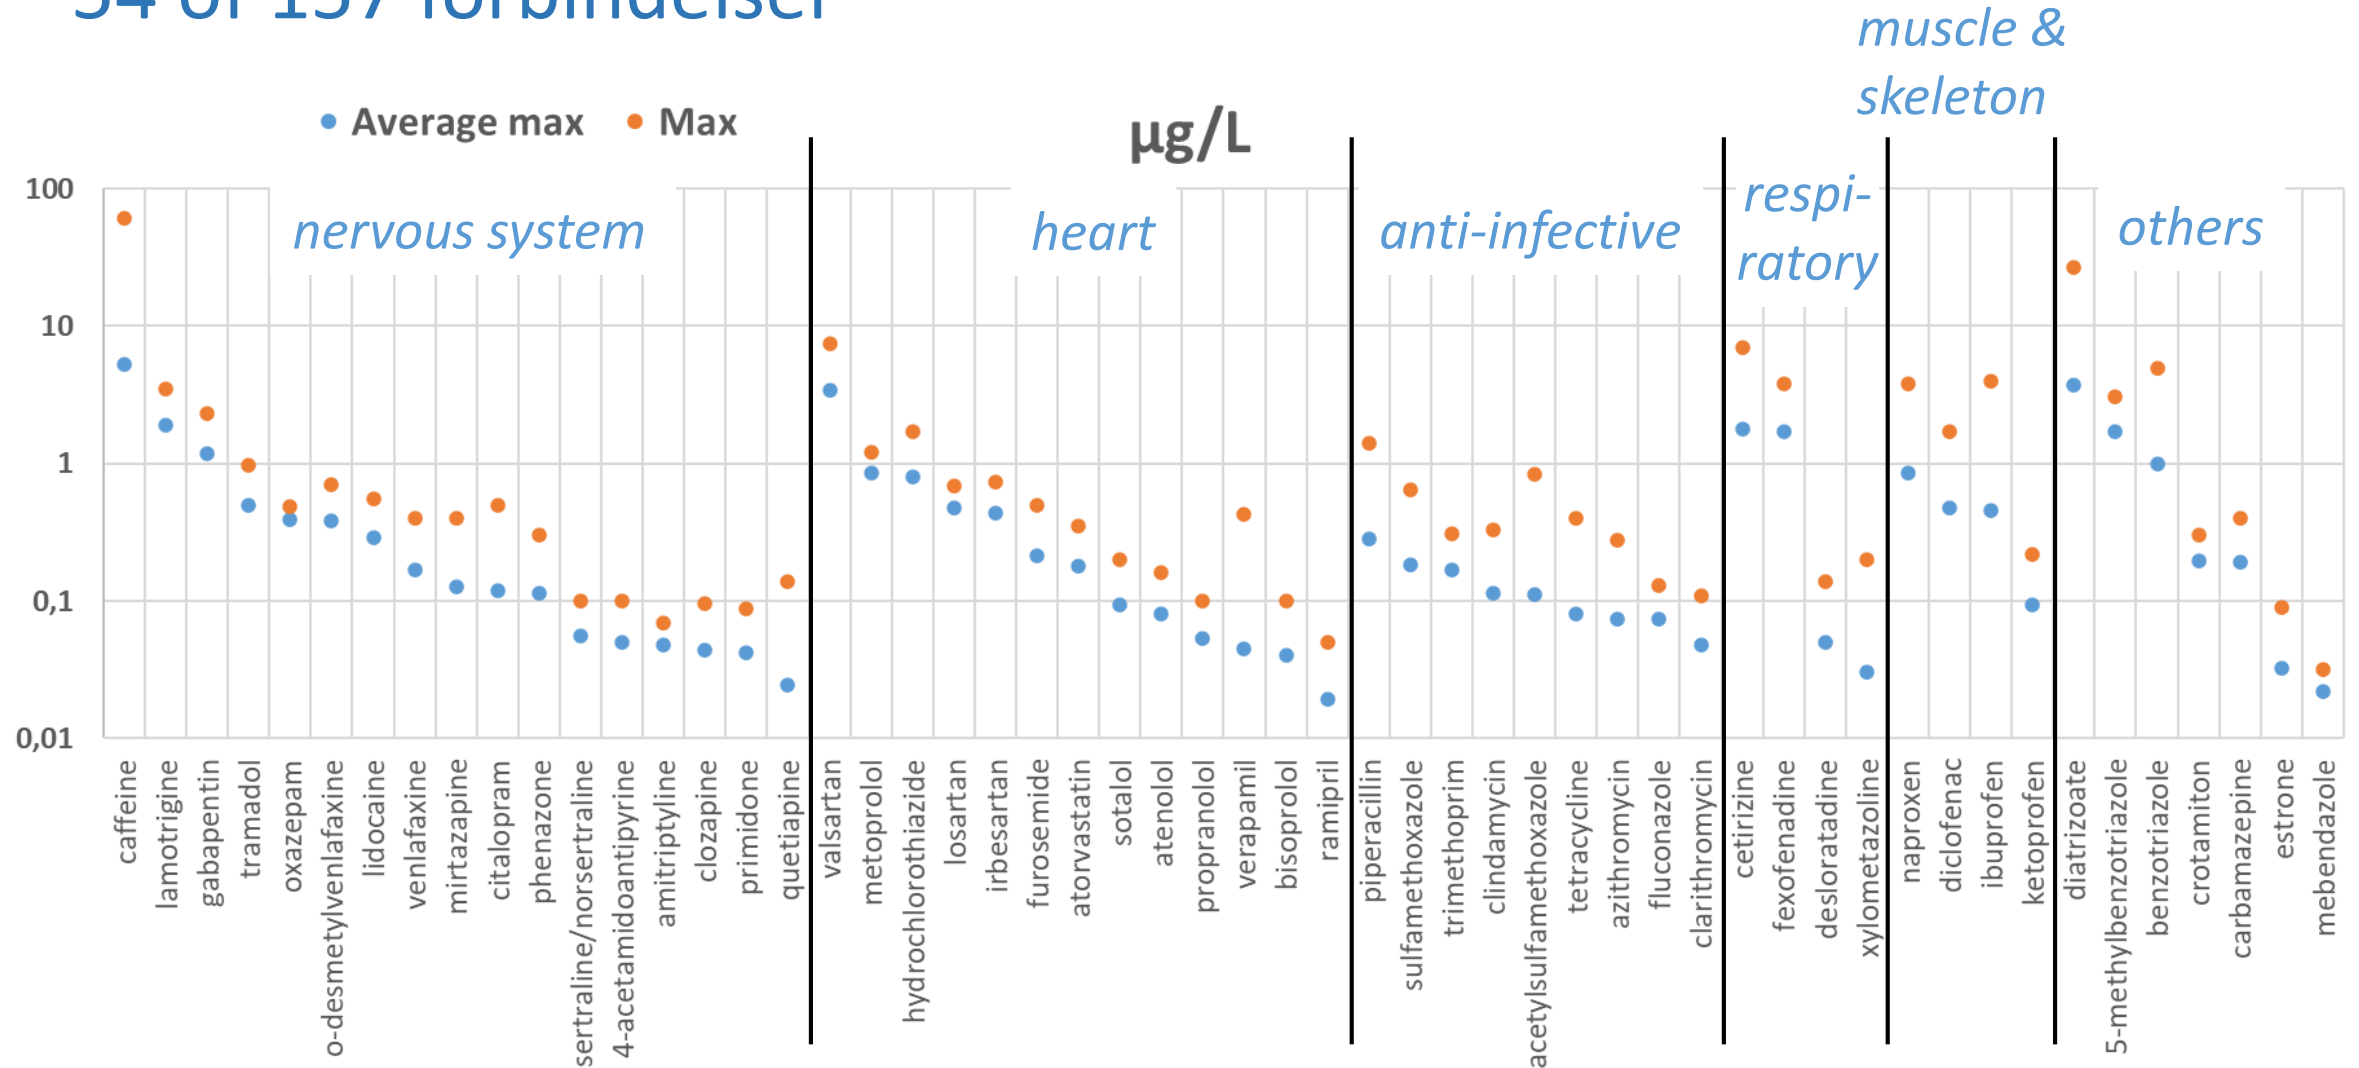 54 of 137 forbindelser
muscle &
skeleton
Average max
Max
µg/L
nervous system
heart
anti-infective
respi-
ratory
others
100
10
1
0,1
0,01
caffeine
lamotrigine
gabapentin
tramadol
oxazepam
o-desmetylvenlafaxine
lidocaine
venlafaxine
mirtazapine
citalopram
phenazone
sertraline/norsertraline
4-acetamidoantipyrine
amitriptyline
clozapine
primidone
quetiapine
valsartan
metoprolol
hydrochlorothiazide
losartan
irbesartan
furosemide
atorvastatin
sotalol
atenolol
propranolol
verapamil
bisoprolol
ramipril
piperacillin
sulfamethoxazole
trimethoprim
clindamycin
acetylsulfamethoxazole
tetracycline
azithromycin
fluconazole
clarithromycin
cetirizine
fexofenadine
desloratadine
xylometazoline
naproxen
diclofenac
ibuprofen
ketoprofen
diatrizoate
5-methylbenzotriazole
benzotriazole
crotamiton
carbamazepine
estrone
mebendazole